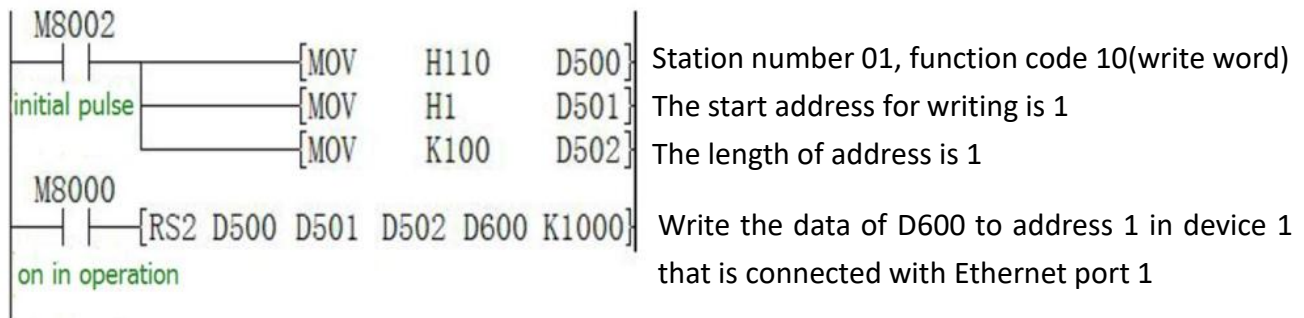 M8002
[MOV H110 D500] Station number 01, function code 10(write word)
initial pulse [MOV H1 D501] The start address for writing is 1
[MOV K100 D502] The length of address is 1
M8000
[RS2 D500 D501 D502 D600 K1000] Write the data of D600 to address 1 in device 1
on in operation that is connected with Ethernet port 1